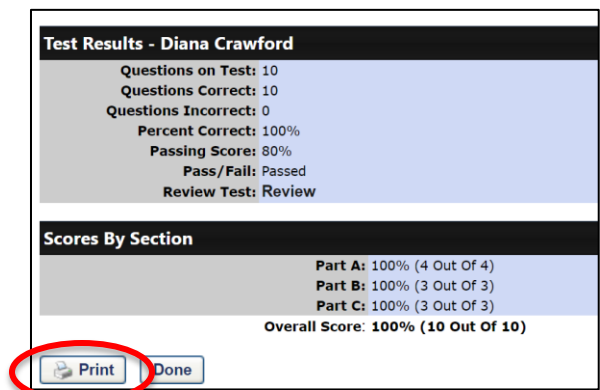 Test Results - Diana Crawford
Questions on Test: 10
Questions Correct: 10
Questions Incorrect: 0
Percent Correct: 100%
Passing Score: 80%
Pass/Fail: Passed
Review Test: Review
Scores By Section
Part A: 100% (4 Out Of 4)
Part B: 100% (3 Out Of 3)
Part C: 100% (3 Out Of 3)
Overall Score: 100% (10 Out Of 10)
Print Done